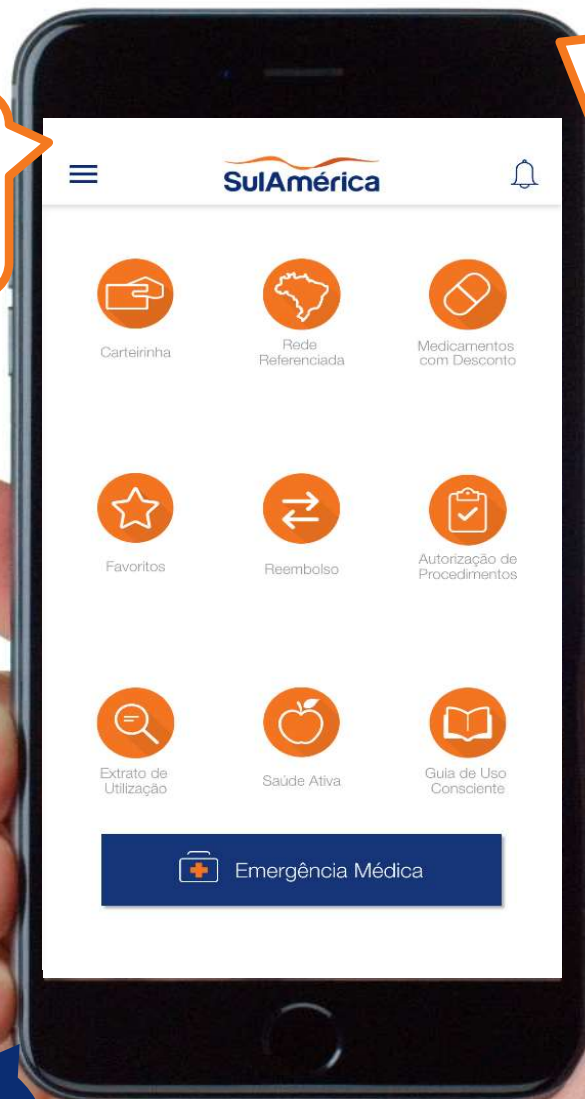 SulAmérica
Carteirinha
Rede
Referenciada
Medicamentos
com Desconto
Favoritos
Reembolso
Autorização de
Procedimentos
Extrato de
Utilização
Saúde Ativa
Guia de Uso
Consciente
Emergência Médica